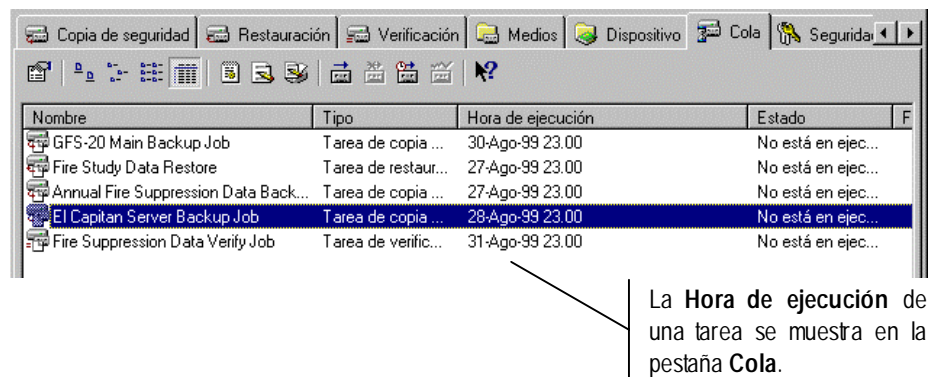 Copia de seguridad Restauración Verificación Medios Dispositivo Cola Seguridad
Nombre Tipo Hora de ejecución Estado F
GFS-20 Main Backup Job Tarea de copia ... 30-Ago-99 23.00 No está en ejec...
Fire Study Data Restore Tarea de restaur... 27-Ago-99 23.00 No está en ejec...
Annual Fire Suppression Data Back... Tarea de copia ... 27-Ago-99 23.00 No está en ejec...
El Capitan Server Backup Job Tarea de copia ... 28-Ago-99 23.00 No está en ejec...
Fire Suppression Data Verify Job Tarea de verific... 31-Ago-99 23.00 No está en ejec...
La Hora de ejecución de
una tarea se muestra en la
pestaña Cola.